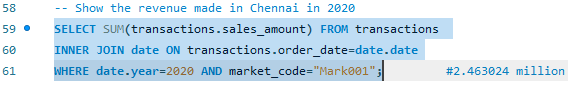 58 -- Show the revenue made in Chennai in 2020
59 SELECT SUM(transactions.sales_amount) FROM transactions
60 INNER JOIN date ON transactions.order_date=date.date
61 WHERE date.year=2020 AND market_code="Mark001"; #2.463024 million